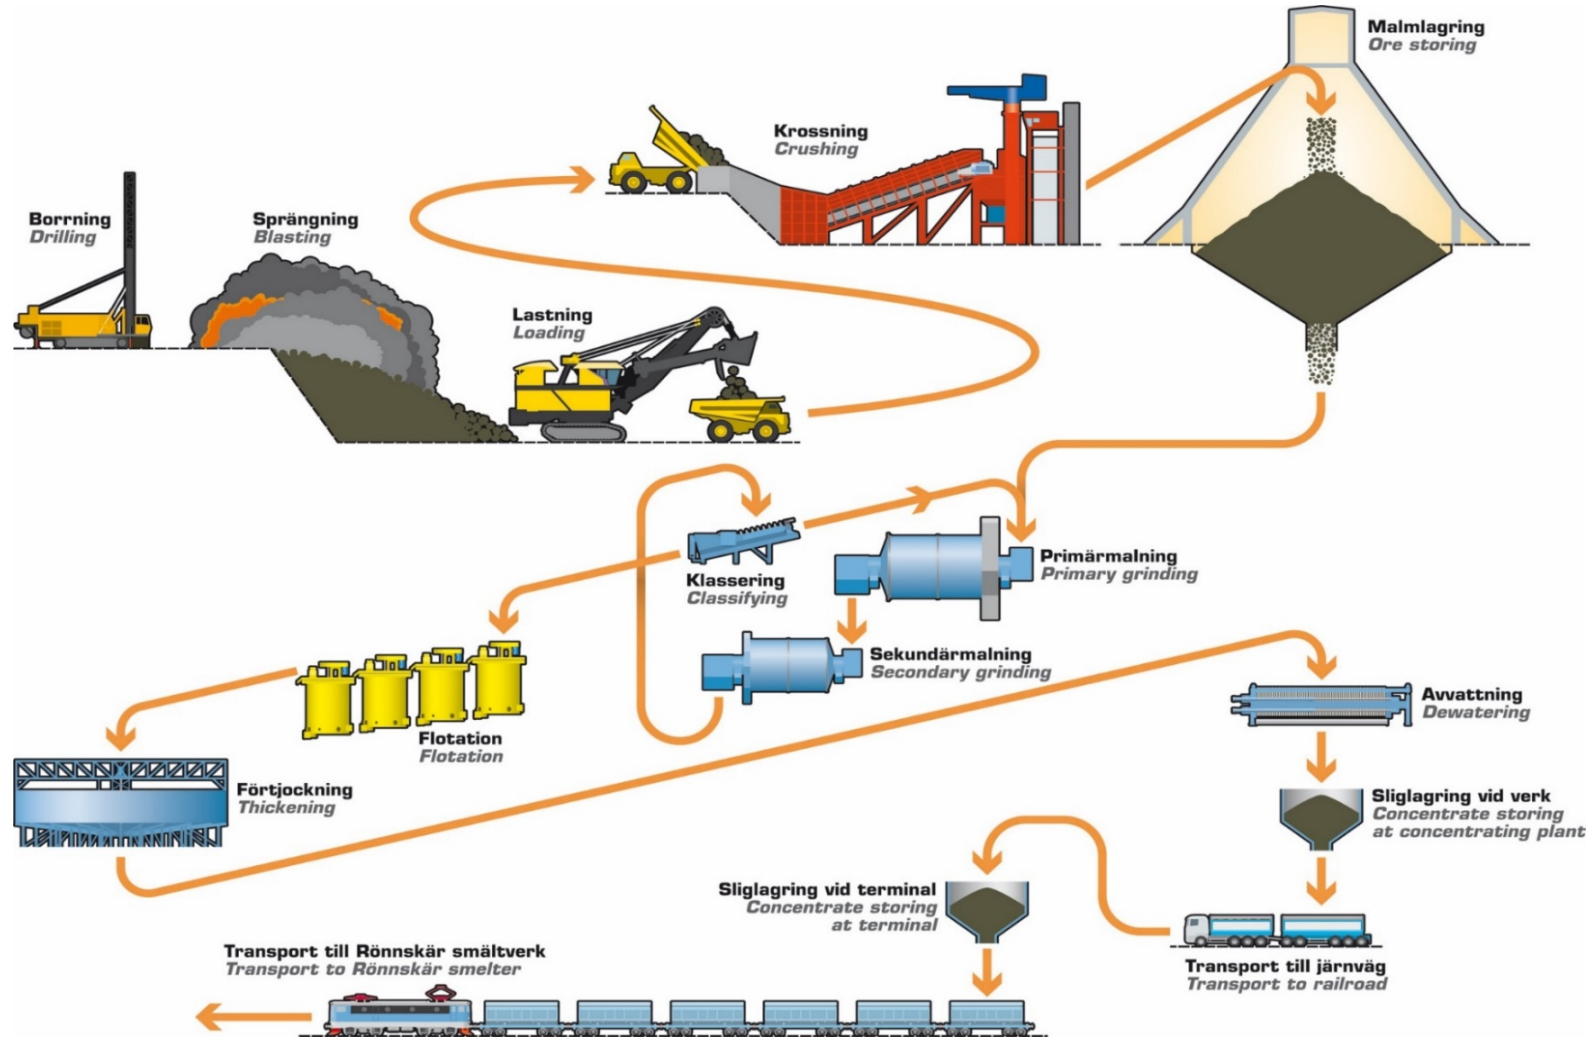 Malmlagring
Ore storing
Krossning
Crushing
Borrning
Drilling
Sprängning
Blasting
Lastning
Loading
Klassering
Classifying
Primärmalning
Primary grinding
Sekundärmalning
Secondary grinding
Avvattning
Dewatering
Flotation
Flotation
Förtjockning
Thickening
Sliglagring vid verk
Concentrate storing
at concentrating plant
Sliglagring vid terminal
Concentrate storing
at terminal
Transport till Rönnskär smältverk
Transport to Rönnskär smelter
Transport till järnväg
Transport to railroad